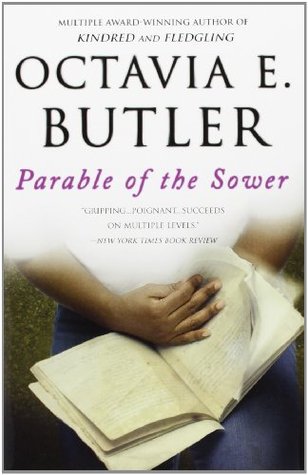 MULTIPLE AWARD-WINNING AUTHOR OF
KINDRED AND FLEDGLING
OCTAVIA E.
BUTLER
Parable of the Sower
"GRIPPING...POIGNANT...SUCCEEDS
ON MULTIPLE LEVELS."
—NEW YORK TIMES BOOK REVIEW